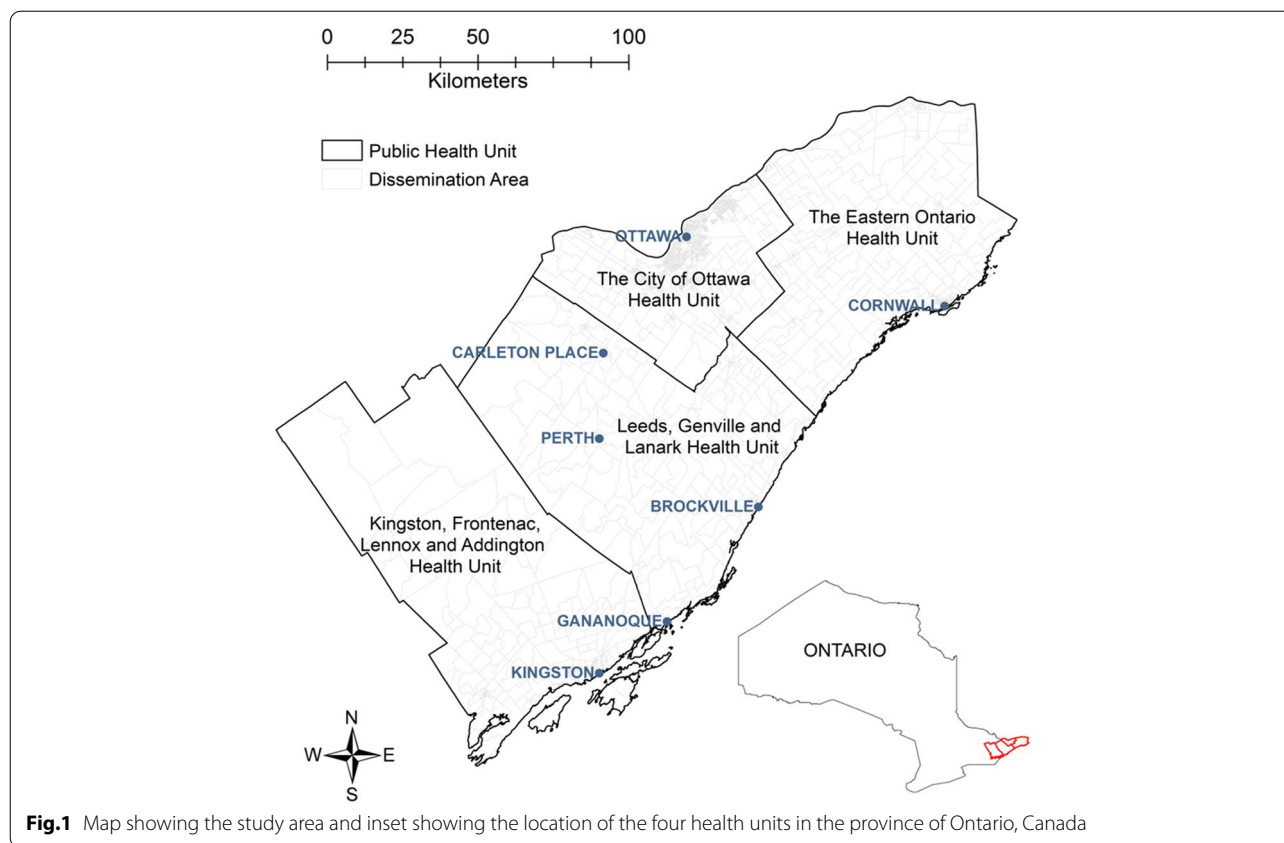 0 25 50 100
Kilometers
Public Health Unit
Dissemination Area
The Eastern Ontario
Health Unit
OTTAWA
The City of Ottawa
Health Unit
CORNWALL
CARLETON PLACE
PERTH
Leeds, Genville and
Lanark Health Unit
BROCKVILLE
Kingston, Frontenac,
Lennox and Addington
Health Unit
GANANOQUE
KINGSTON
ONTARIO
N
W E
S
Fig.1 Map showing the study area and inset showing the location of the four health units in the province of Ontario, Canada